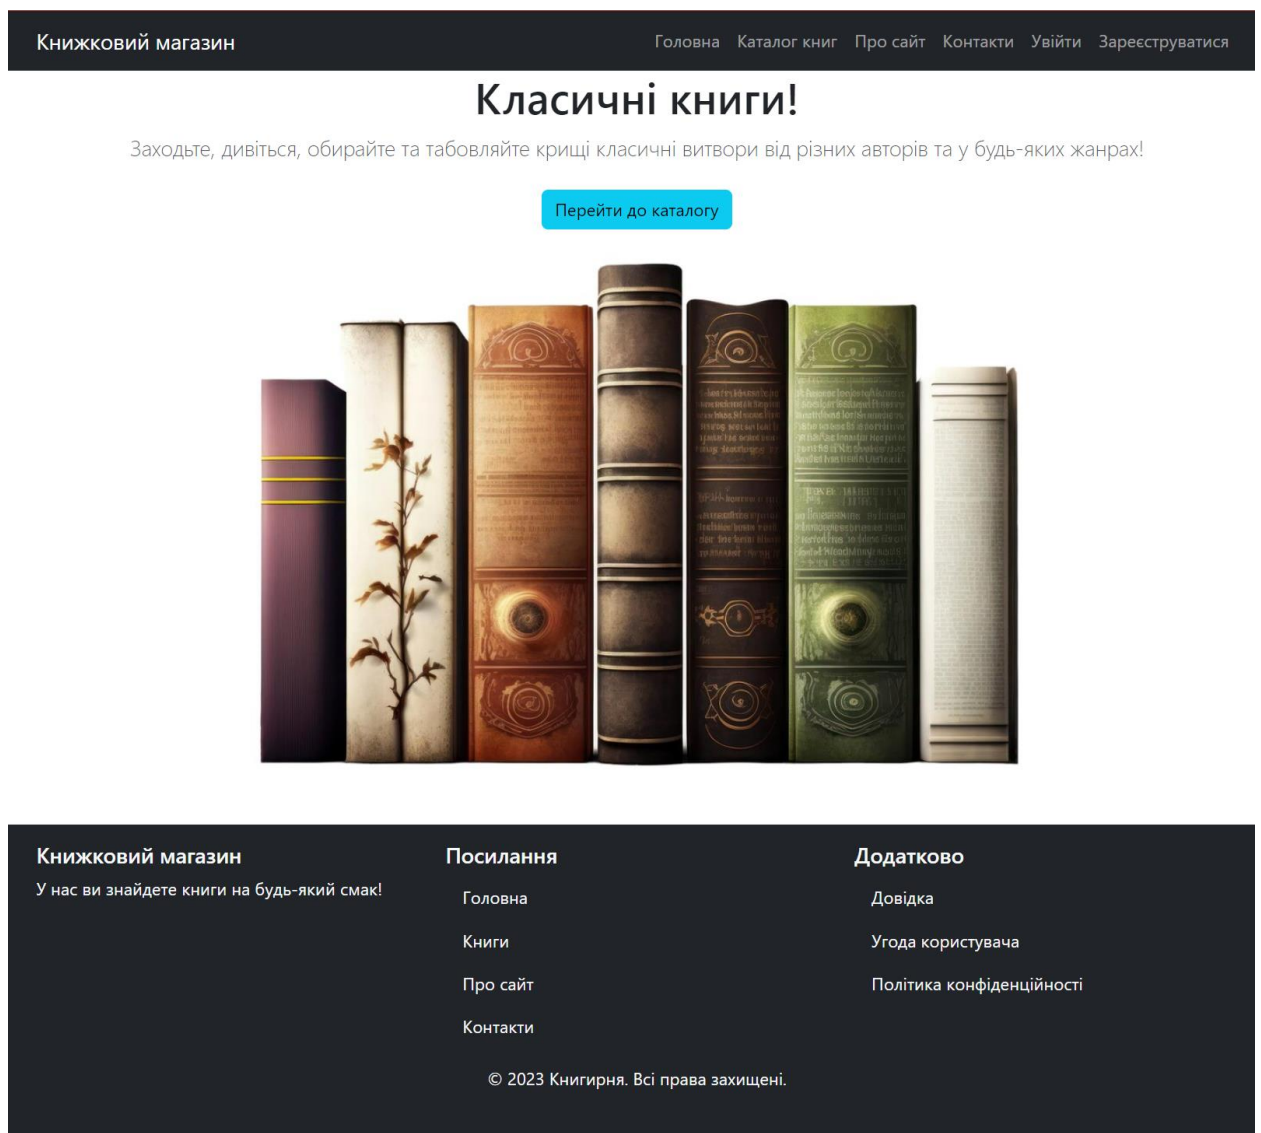 Книжковий магазин
Головна Каталог книг Про сайт Контакти Увійти Зареєструватися
Класичні книги!
Заходьте, дивіться, обирайте та табовляйте крищі класичні витвори від різних авторів та у будь-яких жанрах!
Перейти до каталогу
Книжковий магазин
У нас ви знайдете книги на будь-який смак!
Посилання
Головна
Книги
Про сайт
Контакти
Додатково
Довідка
Угода користувача
Політика конфіденційності
© 2023 Книгирня. Всі права захищені.